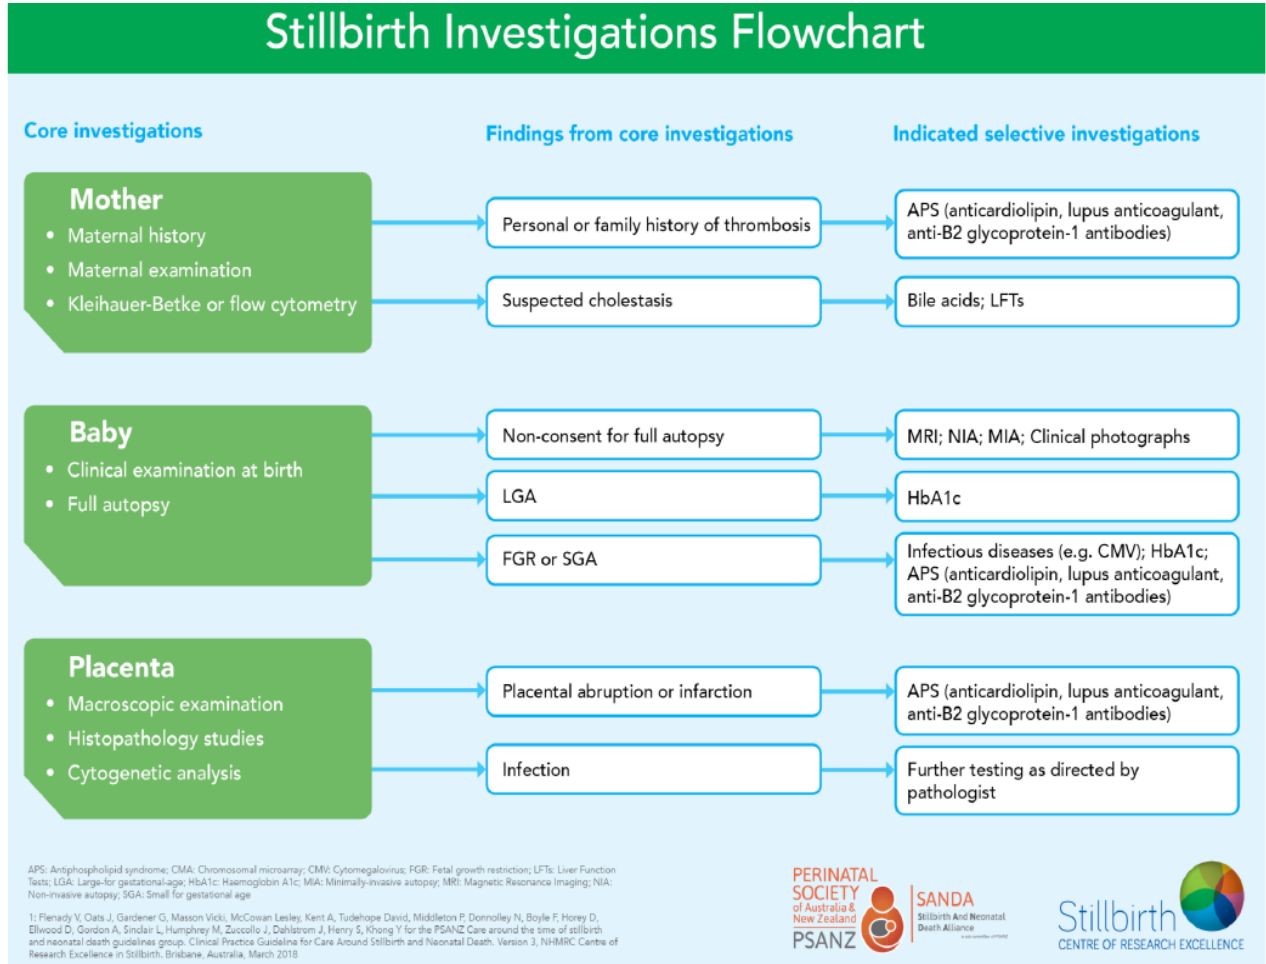 Stillbirth Investigations Flowchart
Core investigations
Findings from core investigations
Indicated selective investigations
Mother
• Maternal history
• Maternal examination
• Kleihauer-Betke or flow cytometry
Personal or family history of thrombosis
APS (anticardiolipin, lupus anticoagulant,
anti-B2 glycoprotein-1 antibodies)
Suspected cholestasis
Bile acids; LFTs
Baby
• Clinical examination at birth
• Full autopsy
Non-consent for full autopsy
MRI; NIA; MIA; Clinical photographs
LGA
HbA1c
FGR or SGA
Infectious diseases (e.g. CMV); HbA1c;
APS (anticardiolipin, lupus anticoagulant,
anti-B2 glycoprotein-1 antibodies)
Placenta
• Macroscopic examination
• Histopathology studies
• Cytogenetic analysis
Placental abruption or infarction
APS (anticardiolipin, lupus anticoagulant,
anti-B2 glycoprotein-1 antibodies)
Infection
Further testing as directed by
pathologist
APS: Antiphospholipid syndrome; CMA: Chromosomal microarray; CMV: Cytomegalovirus; FGR: Fetal growth restriction; LFTs: Liver Function
Tests; LGA: Large-for gestational-age; HbA1c: Haemoglobin A1c; MIA: Minimally-invasive autopsy; MRI: Magnetic Resonance Imaging; NIA:
Non-invasive autopsy; SGA: Small for gestational age
1: Flenady V, Oats J, Gardener G, Masson Vicki, McCowan Lesley, Kent A, Tudehope David, Middleton P, Donnolley N, Boyle F, Horey D,
Ellwood D, Gordon A, Sinclair L, Humphrey M, Zuccollo J, Dahlstrom J, Henry S, Khong Y for the PSANZ Care around the time of stillbirth
and neonatal death guidelines group. Clinical Practice Guideline for Care Around Stillbirth and Neonatal Death. Version 3, NHMRC Centre of
Research Excellence in Stillbirth. Brisbane, Australia, March 2018
PERINATAL
SOCIETY
of Australia &
New Zealand
PSANZ
SANDA
Stillbirth And Neonatal
Death Alliance
Stillbirth
CENTRE OF RESEARCH EXCELLENCE